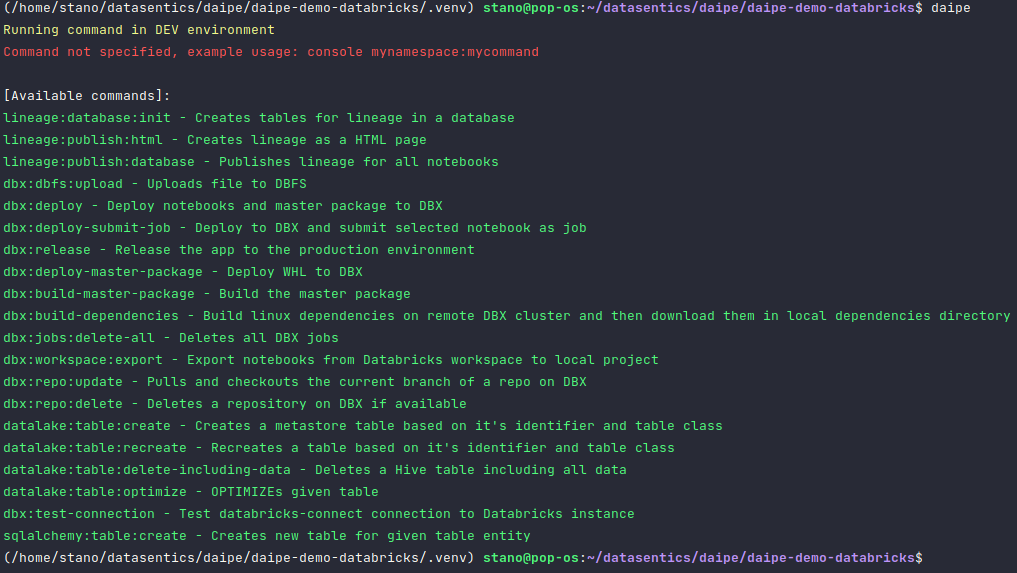 (/home/stano/datasentics/daipe/daipe-demo-databricks/.venv) stano@pop-os:~/datasentics/daipe/daipe-demo-databricks$ daipe
Running command in DEV environment
Command not specified, example usage: console mynamespace:mycommand
[Available commands]:
lineage:database:init - Creates tables for lineage in a database
lineage:publish:html - Creates lineage as a HTML page
lineage:publish:database - Publishes lineage for all notebooks
dbx:dbfs:upload - Uploads file to DBFS
dbx:deploy - Deploy notebooks and master package to DBX
dbx:deploy-submit-job - Deploy to DBX and submit selected notebook as job
dbx:release - Release the app to the production environment
dbx:deploy-master-package - Deploy WHL to DBX
dbx:build-master-package - Build the master package
dbx:build-dependencies - Build linux dependencies on remote DBX cluster and then download them in local dependencies directory
dbx:jobs:delete-all - Deletes all DBX jobs
dbx:workspace:export - Export notebooks from Databricks workspace to local project
dbx:repo:update - Pulls and checkouts the current branch of a repo on DBX
dbx:repo:delete - Deletes a repository on DBX if available
datalake:table:create - Creates a metastore table based on it's identifier and table class
datalake:table:recreate - Recreates a table based on it's identifier and table class
datalake:table:delete-including-data - Deletes a Hive table including all data
datalake:table:optimize - OPTIMIZEs given table
dbx:test-connection - Test databricks-connect connection to Databricks instance
sqlalchemy:table:create - Creates new table for given table entity
(/home/stano/datasentics/daipe/daipe-demo-databricks/.venv) stano@pop-os:~/datasentics/daipe/daipe-demo-databricks$